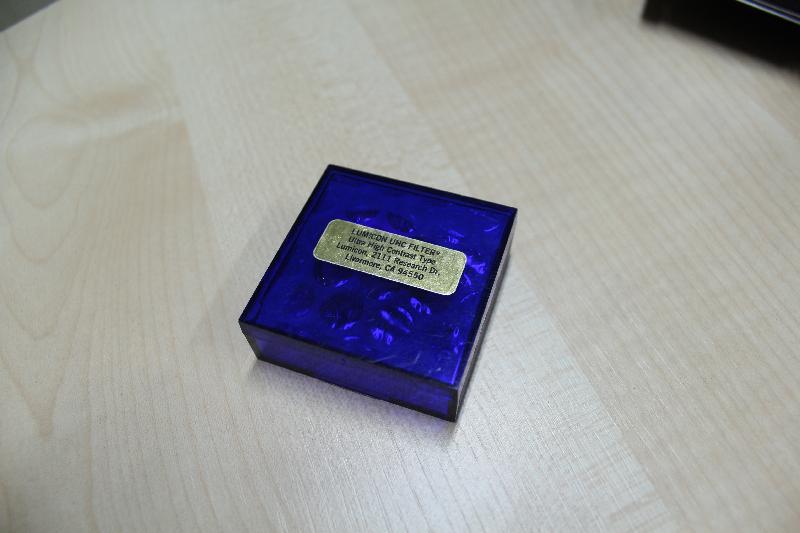 LUMICON UHC FILTER®
Ultra High Contrast Type
Lumicon, 2111 Research Dr.
Livermore, CA 94550